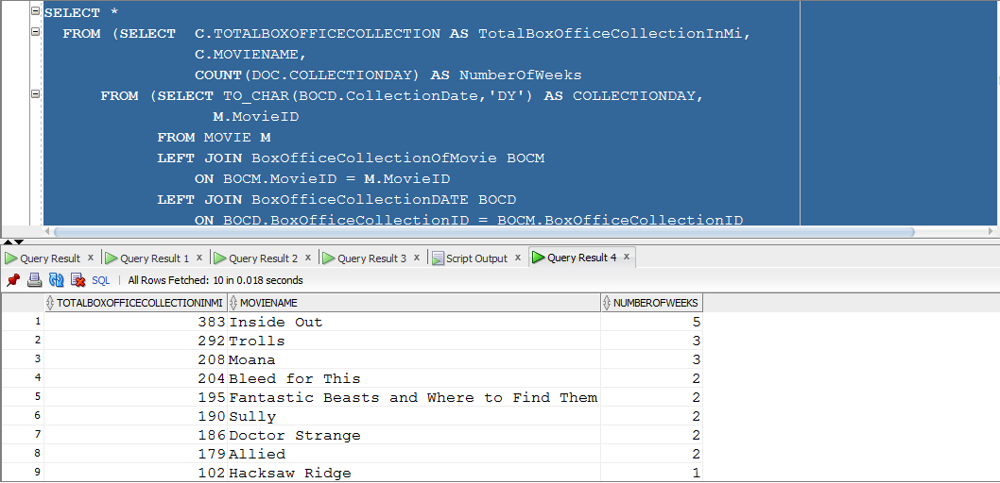 SELECT *
FROM (SELECT C.TOTALBOXOFFICECOLLECTION AS TotalBoxOfficeCollectionInMi,
C.MOVIENAME,
COUNT(DOC.COLLECTIONDAY) AS NumberOfWeeks
FROM (SELECT TO_CHAR(BOCD.CollectionDate,'DY') AS COLLECTIONDAY,
M.MovieID
FROM MOVIE M
LEFT JOIN BoxOfficeCollectionOfMovie BOCM
ON BOCM.MovieID = M.MovieID
LEFT JOIN BoxOfficeCollectionDATE BOCD
ON BOCD.BoxOfficeCollectionID = BOCM.BoxOfficeCollectionID
Query Result x Query Result 1 x Query Result 2 x Query Result 3 x Script Output x Query Result 4 x
SQL | All Rows Fetched: 10 in 0.018 seconds
TOTALBOXOFFICECOLLECTIONINMI MOVIENAME NUMBEROFWEEKS
1 383 Inside Out 5
2 292 Trolls 3
3 208 Moana 3
4 204 Bleed for This 2
5 195 Fantastic Beasts and Where to Find Them 2
6 190 Sully 2
7 186 Doctor Strange 2
8 179 Allied 2
9 102 Hacksaw Ridge 1